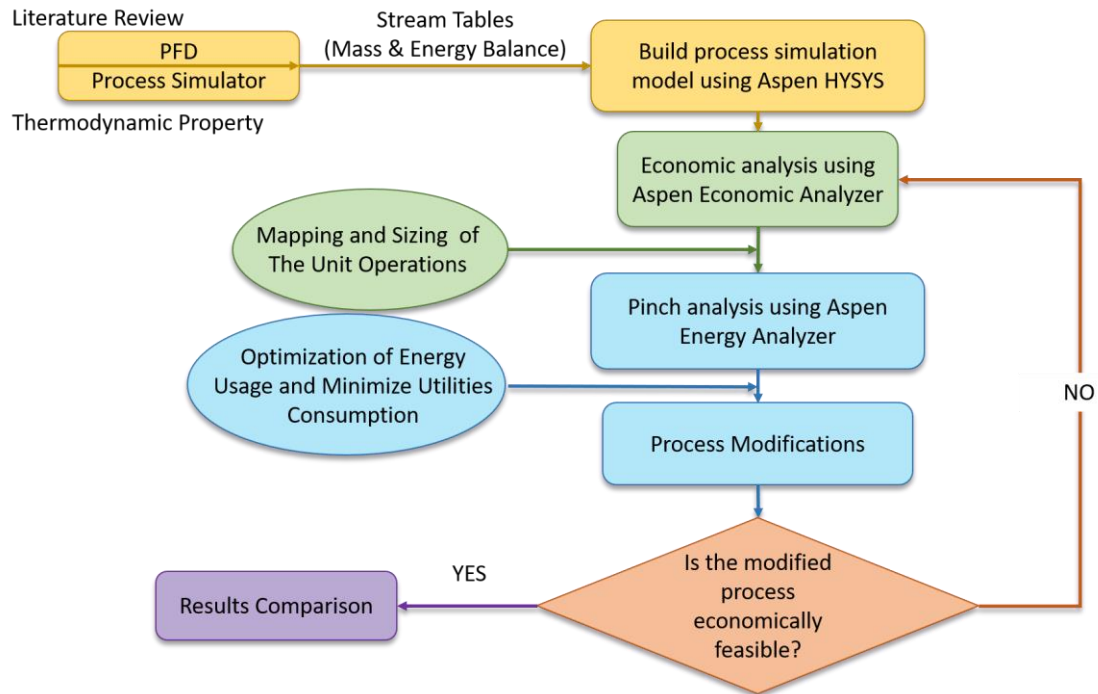 Literature Review
PFD
Process Simulator
Thermodynamic Property
Stream Tables
(Mass & Energy Balance)
Build process simulation
model using Aspen HYSYS
Economic analysis using
Aspen Economic Analyzer
Mapping and Sizing of
The Unit Operations
Pinch analysis using Aspen
Energy Analyzer
Optimization of Energy
Usage and Minimize Utilities
Consumption
Process Modifications
NO
Is the modified
process
economically
feasible?
YES
Results Comparison